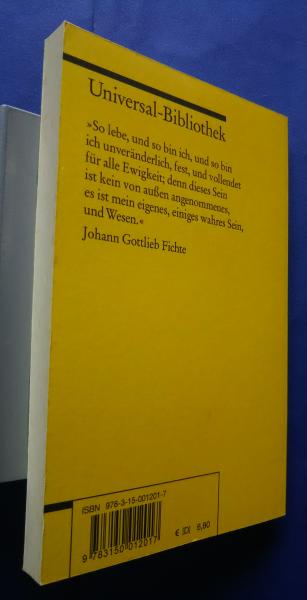 Universal-Bibliothek
»So lebe, und so bin ich, und so bin
ich unveränderlich, fest, und vollendet
für alle Ewigkeit; denn dieses Sein
ist kein von außen angenommenes,
es ist mein eigenes, einiges wahres Sein,
und Wesen.«
Johann Gottlieb Fichte
ISBN 978-3-15-001201-7
9 783150 012017
€ [D] 6,90